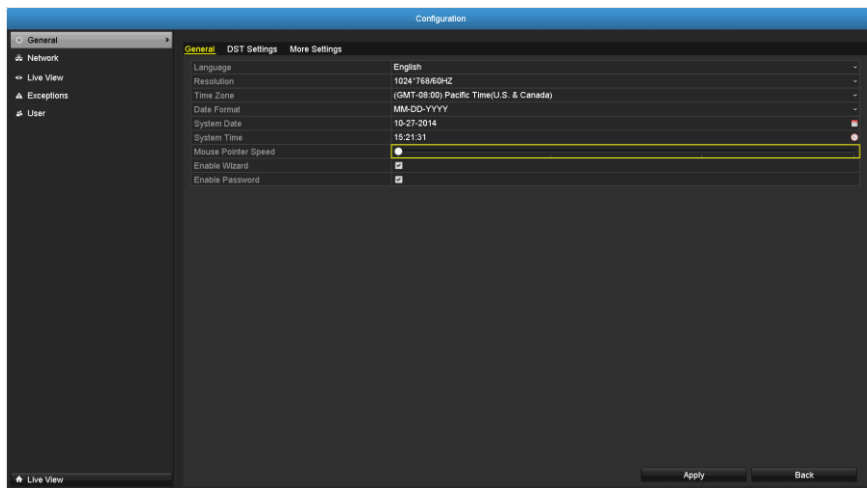 Configuration
General
Network
Live View
Exceptions
User
General DST Settings More Settings
Language English
Resolution 1024*768/60HZ
Time Zone (GMT-08:00) Pacific Time(U.S. & Canada)
Date Format MM-DD-YYYY
System Date 10-27-2014
System Time 15:21:31
Mouse Pointer Speed
Enable Wizard
Enable Password
Live View
Apply Back